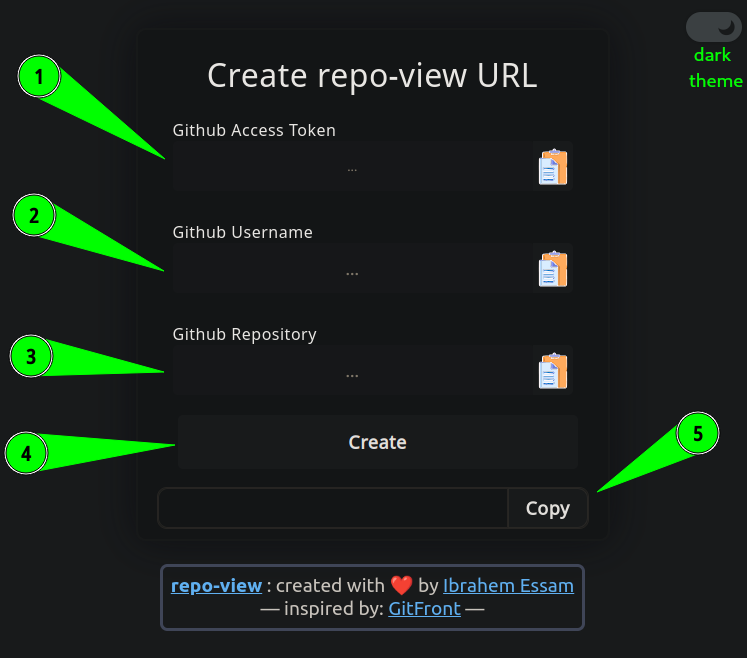 dark
theme
1
Create repo-view URL
Github Access Token
...
2
Github Username
...
3
Github Repository
...
4
Create
5
Copy
repo-view : created with ❤️ by Ibrahem Essam
— inspired by: GitFront —